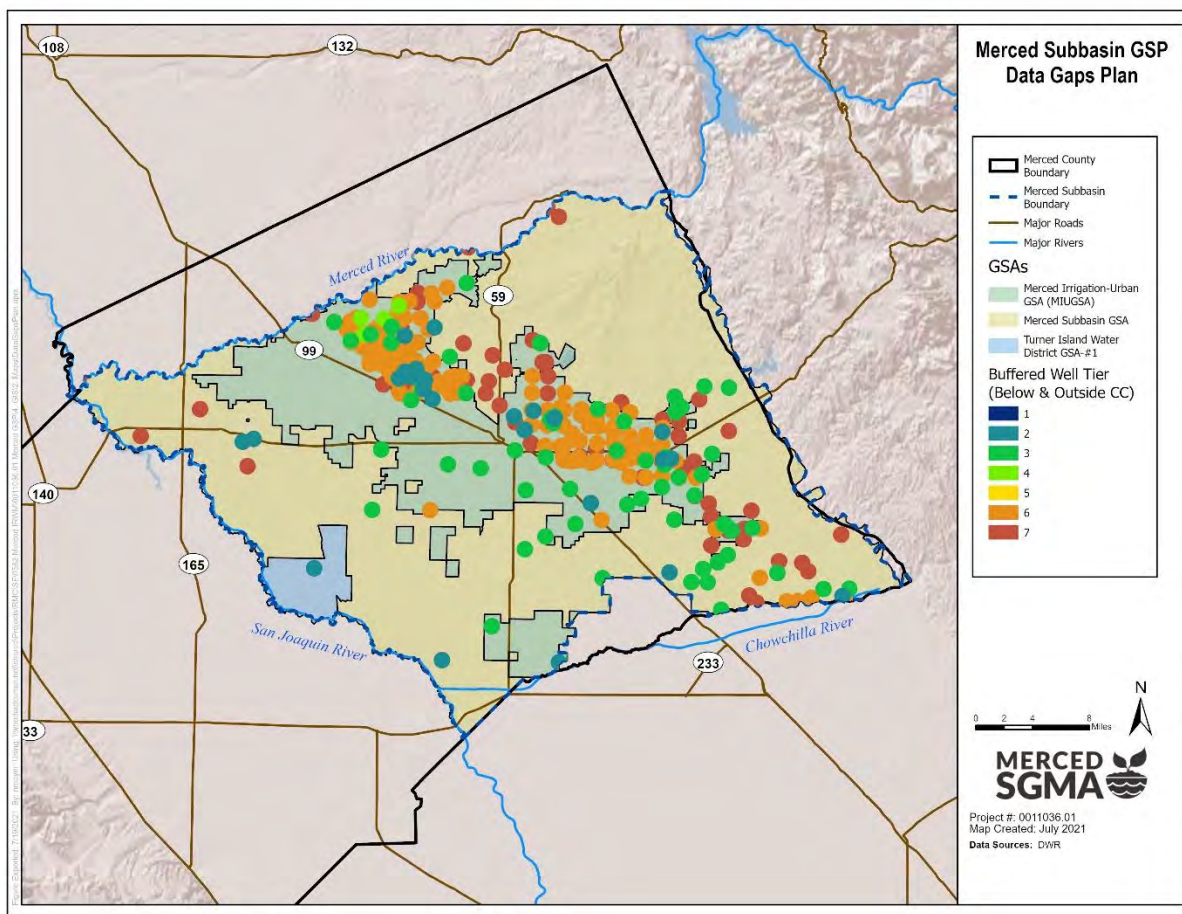 108
132
Merced River
59
99
140
165
San Joaquin River
Chowchilla River
233
33
Merced Subbasin GSP
Data Gaps Plan
Merced County
Boundary
Merced Subbasin
Boundary
Major Roads
Major Rivers
GSAs
Merced Irrigation-Urban
GSA (MIUGSA)
Merced Subbasin GSA
Turner Island Water
District GSA-#1
Buffered Well Tier
(Below & Outside CC)
1
2
3
4
5
6
7
N
0 2 4 8
Miles
MERCED
SGMA
Project #: 0011036.01
Map Created: July 2021
Data Sources: DWR